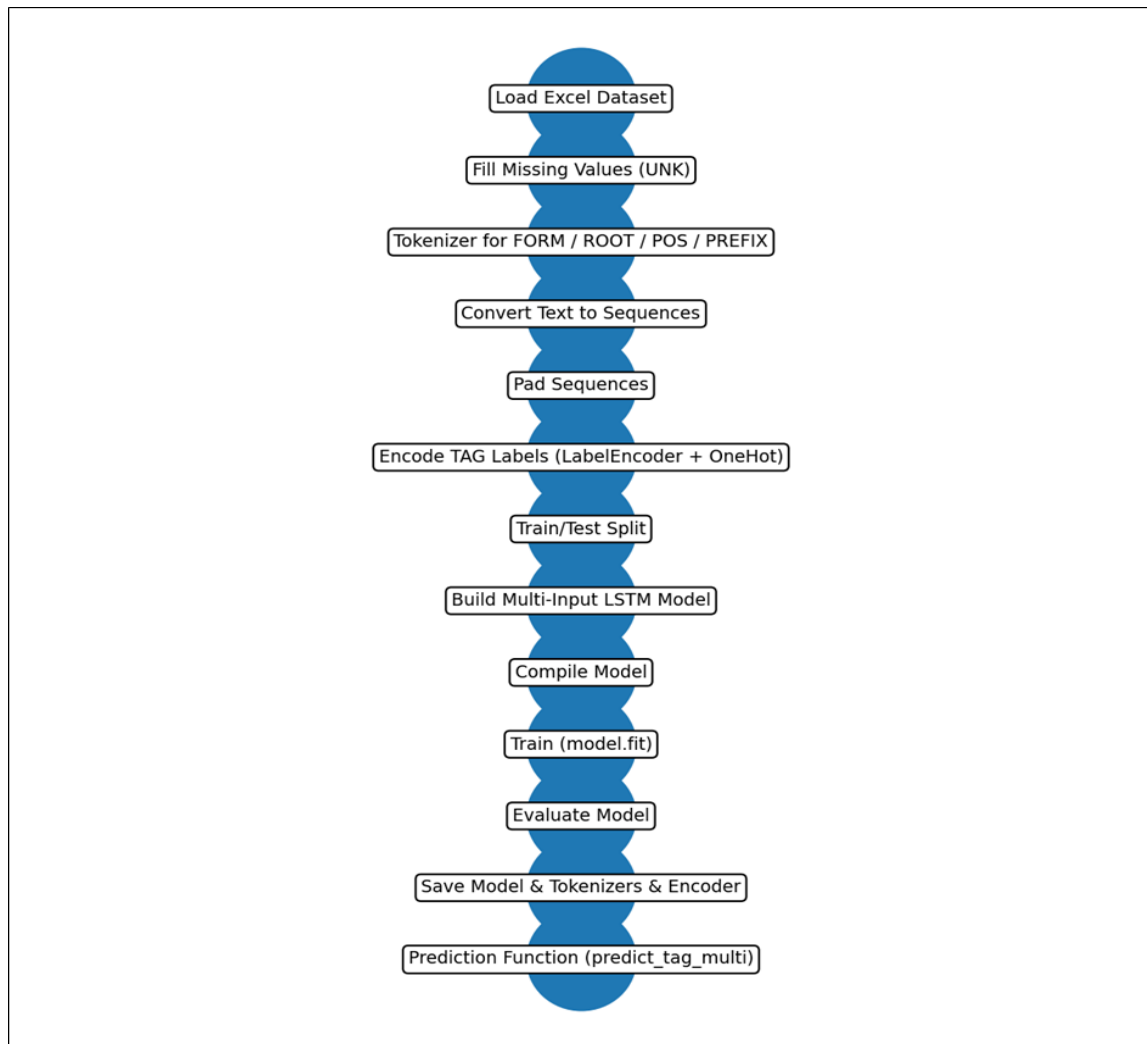 Load Excel Dataset
Fill Missing Values (UNK)
Tokenizer for FORM / ROOT / POS / PREFIX
Convert Text to Sequences
Pad Sequences
Encode TAG Labels (LabelEncoder + OneHot)
Train/Test Split
Build Multi-Input LSTM Model
Compile Model
Train (model.fit)
Evaluate Model
Save Model & Tokenizers & Encoder
Prediction Function (predict_tag_multi)